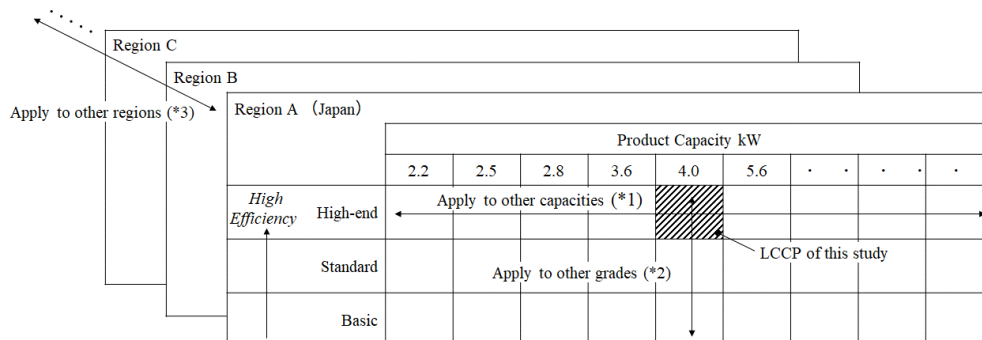 Region C
Region B
Apply to other regions (*3)
Region A （Japan）
Product Capacity kW
2.2 2.5 2.8 3.6 4.0 5.6 · · · ·
High Efficiency
High-end
Apply to other capacities (*1)
LCCP of this study
Standard
Apply to other grades (*2)
Basic